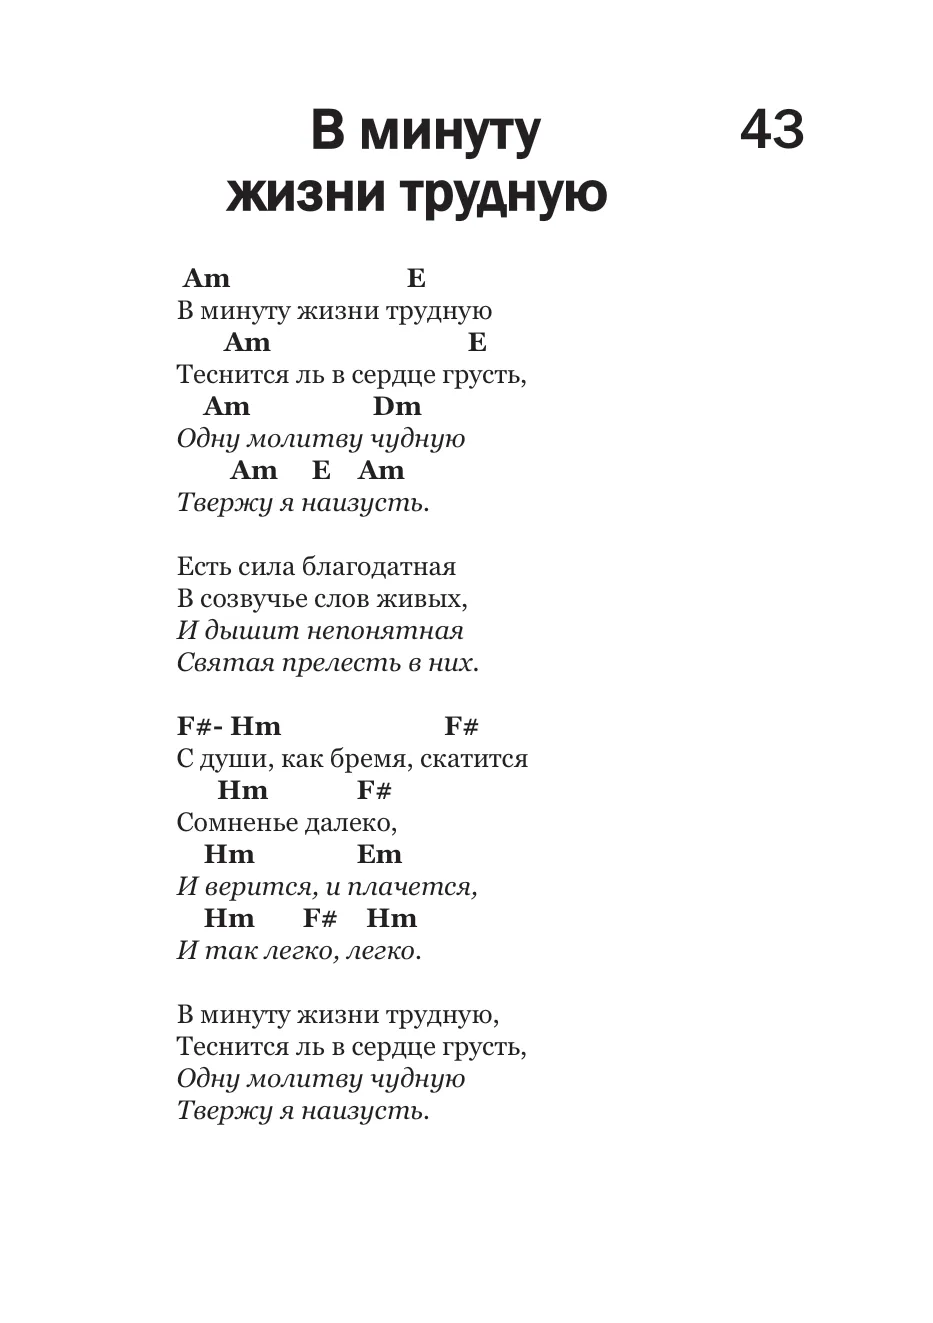 В минуту
жизни трудную
43
Am E
В минуту жизни трудную
Am E
Теснится ль в сердце грусть,
Am Dm
Одну молитву чудную
Am E Am
Твержу я наизусть.
Есть сила благодатная
В созвучье слов живых,
И дышит непонятная
Святая прелесть в них.
F#- Hm F#
С души, как бремя, скатится
Hm F#
Сомненье далеко,
Hm Em
И верится, и плачется,
Hm F# Hm
И так легко, легко.
В минуту жизни трудную,
Теснится ль в сердце грусть,
Одну молитву чудную
Твержу я наизусть.